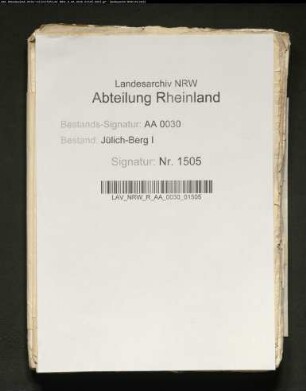 Landesarchiv NRW
Abteilung Rheinland
Bestands-Signatur: AA 0030
Bestand: Jülich-Berg I
Signatur: Nr. 1505
LAV_NRW_R_AA_0030_01505